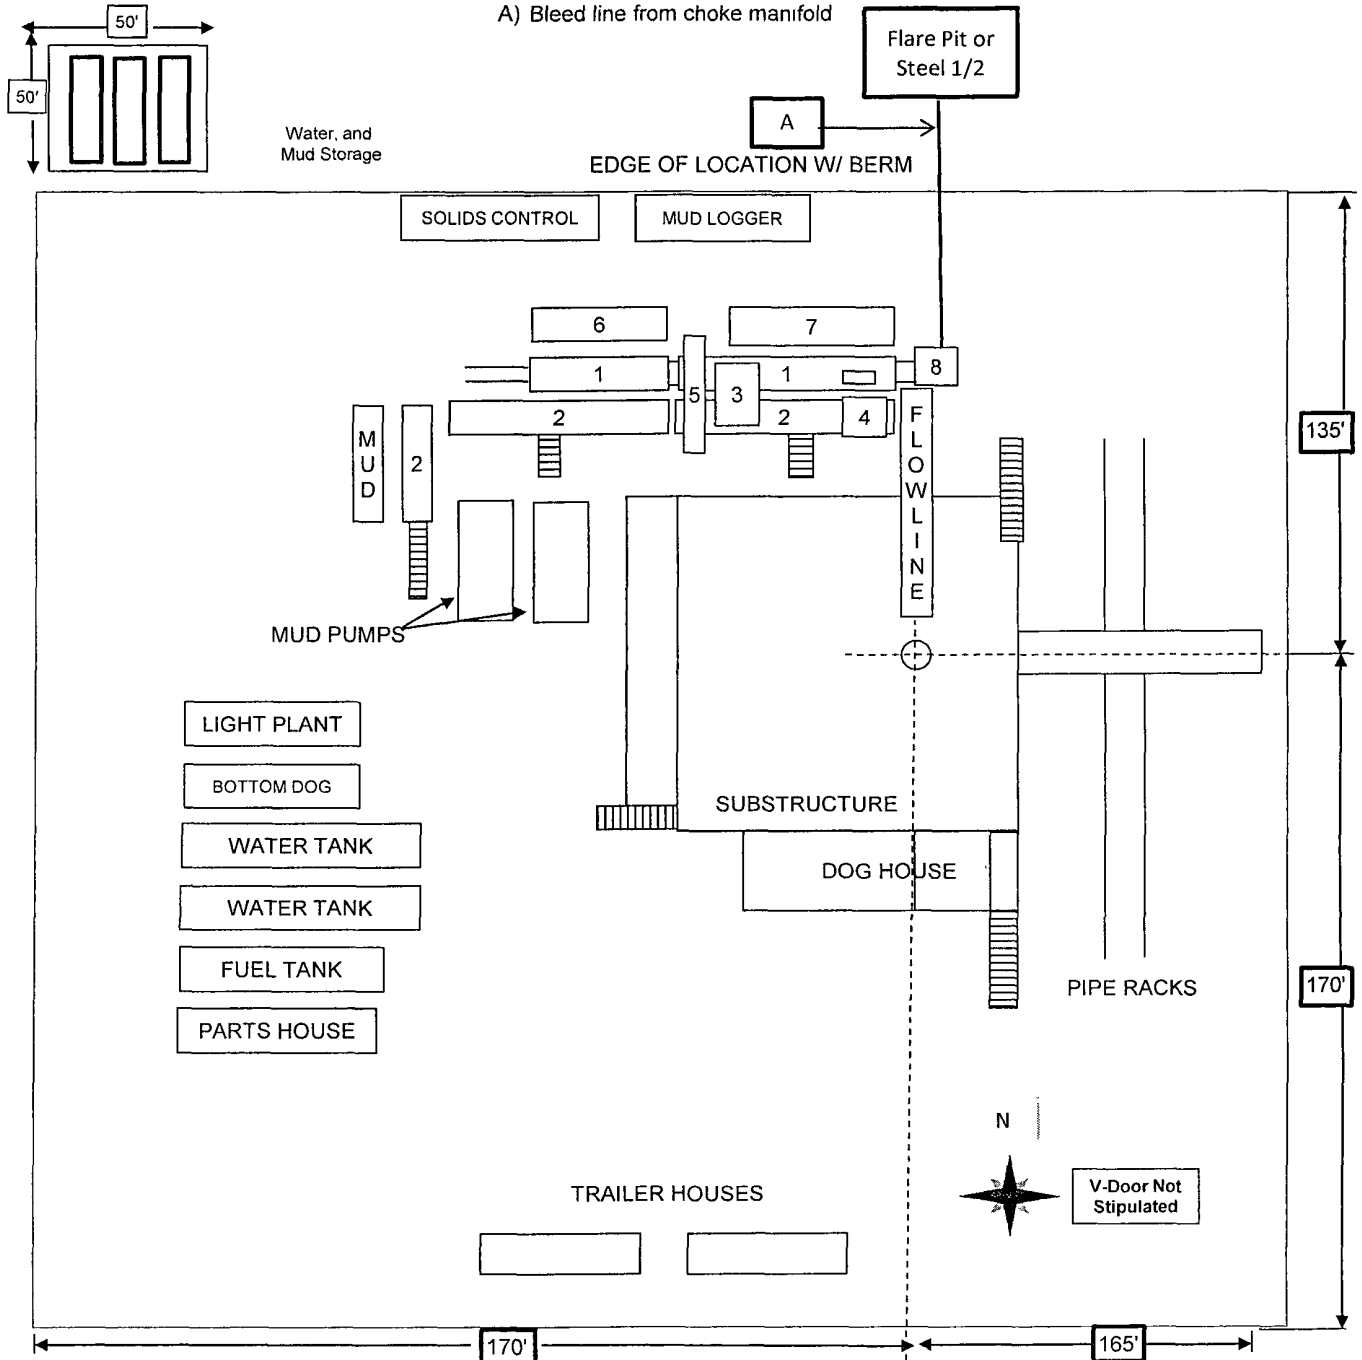 50'
A) Bleed line from choke manifold
Flare Pit or
Steel 1/2
50'
A
Water, and
Mud Storage
EDGE OF LOCATION W/ BERM
SOLIDS CONTROL
MUD LOGGER
6
7
1
1
8
5
3
2
2
4
MUD
2
FLOWLINE
135'
MUD PUMPS
LIGHT PLANT
BOTTOM DOG
SUBSTRUCTURE
WATER TANK
DOG HOUSE
WATER TANK
FUEL TANK
PIPE RACKS
170'
PARTS HOUSE
N
V-Door Not
Stipulated
TRAILER HOUSES
170'
165'